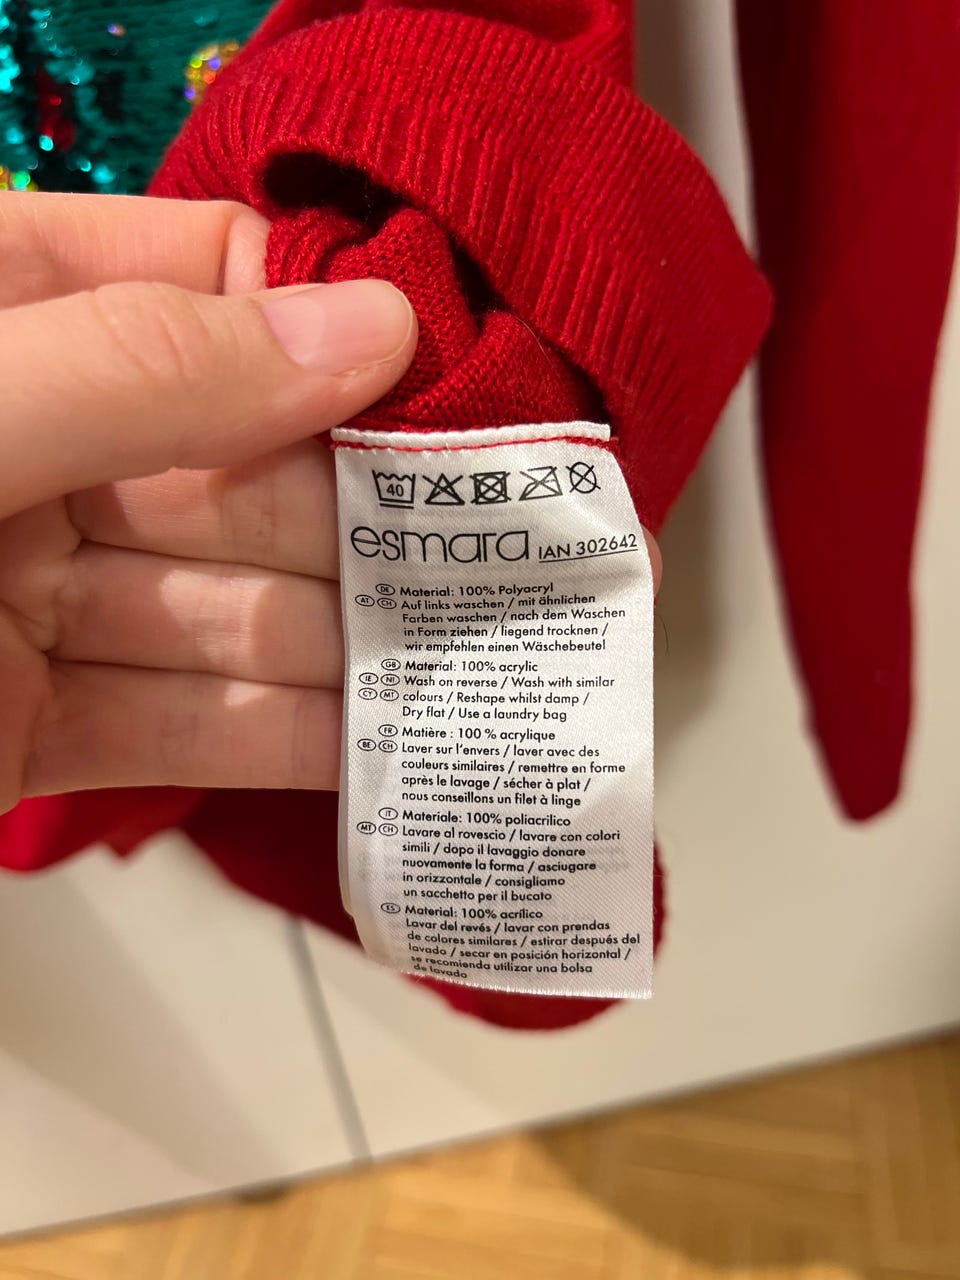 40
esmara IAN 302642
DE Material: 100% Polyacryl
AT CH Auf links waschen / mit ähnlichen
Farben waschen / nach dem Waschen
in Form ziehen / liegend trocknen /
wir empfehlen einen Wäschebeutel
GB Material: 100% acrylic
IE NI Wash on reverse / Wash with similar
CY MT colours / Reshape whilst damp /
Dry flat / Use a laundry bag
FR Matière : 100 % acrylique
BE CH Laver sur l'envers / laver avec des
couleurs similaires / remettre en forme
après le lavage / sécher à plat /
nous conseillons un filet à linge
IT Materiale: 100% poliacrilico
MT CH Lavare al rovescio / lavare con colori
simili / dopo il lavaggio donare
nuovamente la forma / asciugare
in orizzontale / consigliamo
un sacchetto per il bucato
ES Material: 100% acrílico
Lavar del revés / lavar con prendas
de colores similares / estirar después del
lavado / secar en posición horizontal /
se recomienda utilizar una bolsa
de lavado